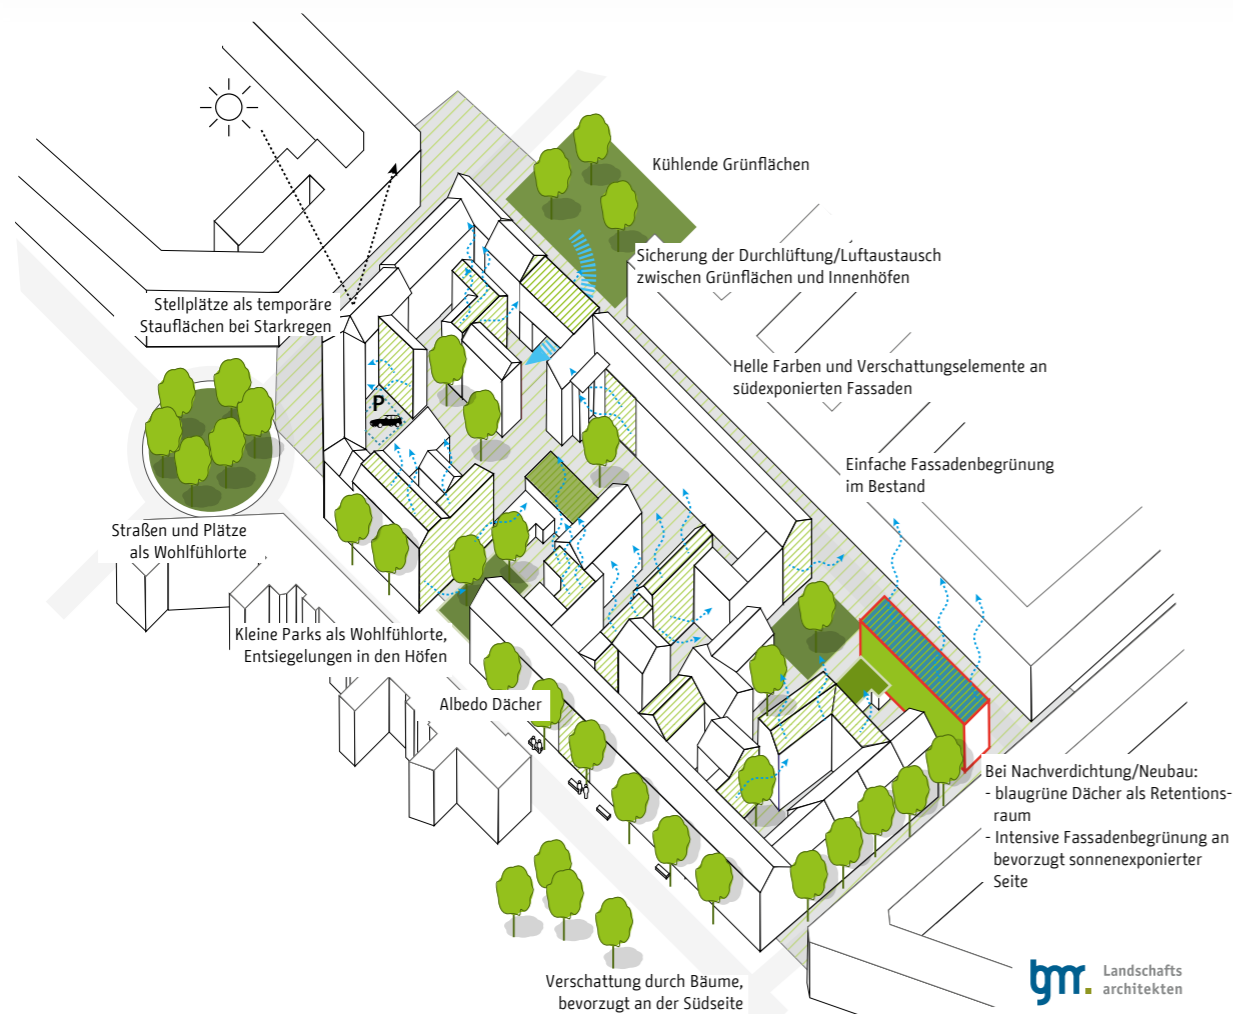 Kühlende Grünflächen
Sicherung der Durchlüftung/Luftaustausch
zwischen Grünflächen und Innenhöfen
Stellplätze als temporäre
Stauflächen bei Starkregen
Helle Farben und Verschattungselemente an
südexponierten Fassaden
P
Einfache Fassadenbegrünung
im Bestand
Straßen und Plätze
als Wohlfühlorte
Kleine Parks als Wohlfühlorte,
Entsiegelungen in den Höfen
Albedo Dächer
Bei Nachverdichtung/Neubau:
- blaugrüne Dächer als Retentions-
raum
- Intensive Fassadenbegrünung an
bevorzugt sonnenexponierter
Seite
Verschattung durch Bäume,
bevorzugt an der Südseite
bgmr.
Landschafts
architekten